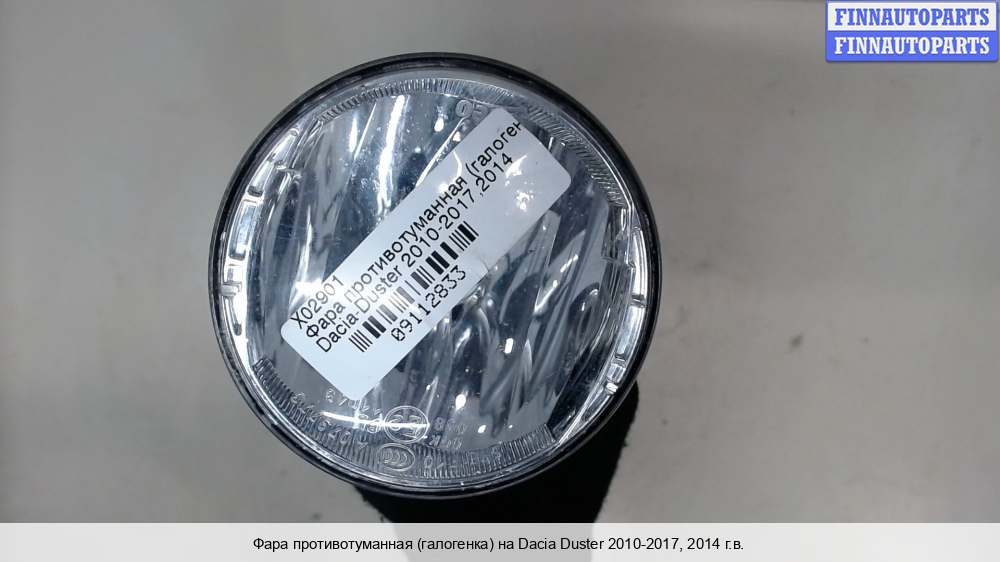 FINNAUTOPARTS
FINNAUTOPARTS
X02901
Фара противотуманная (галоген
Dacia Duster 2010-2017,2014
09112833
Фара противотуманная (галогенка) на Dacia Duster 2010-2017, 2014 г.в.